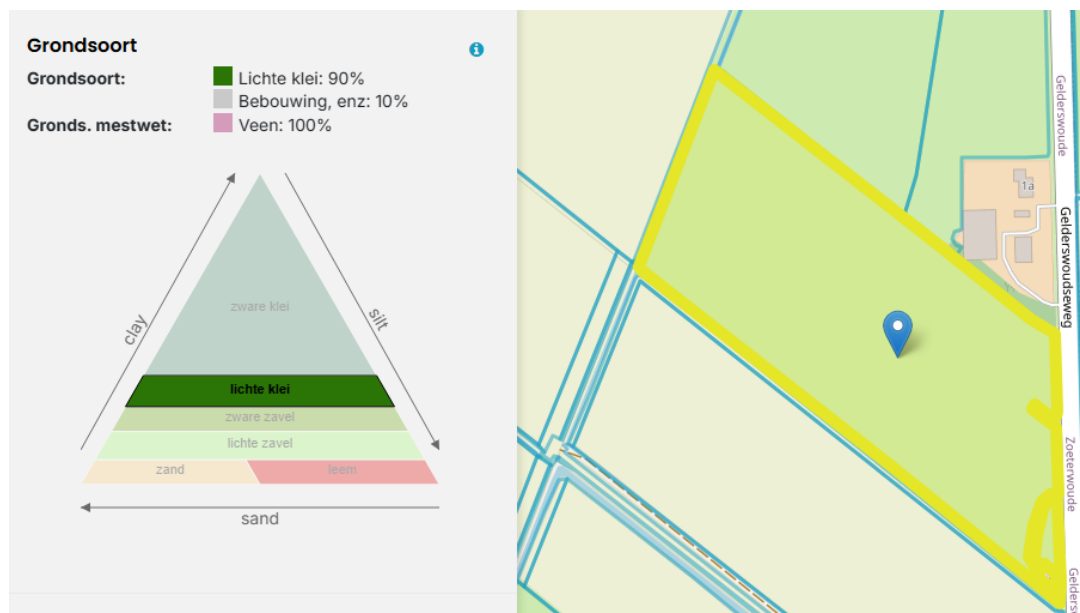 Grondsoort
Grondsoort: Lichte klei: 90%
Bebouwing, enz: 10%
Gronds. mestwet: Veen: 100%
zware klei
clay
silt
lichte klei
zware zavel
lichte zavel
zand leem
sand
Gelderswoude
1a
Gelderswoudseweg
Zoeterwoude
Gelders